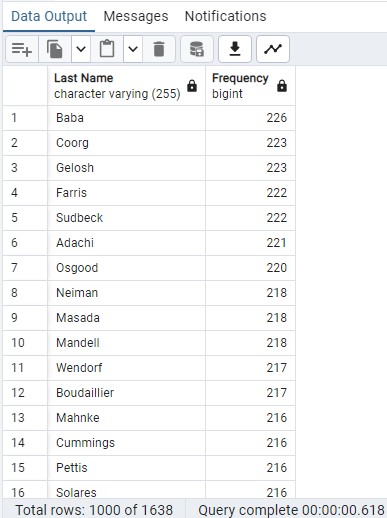 Data Output Messages Notifications
Last Name Frequency
character varying (255) bigint
1 Baba 226
2 Coorg 223
3 Gelosh 223
4 Farris 222
5 Sudbeck 222
6 Adachi 221
7 Osgood 220
8 Neiman 218
9 Masada 218
10 Mandell 218
11 Wendorf 217
12 Boudaillier 217
13 Mahnke 216
14 Cummings 216
15 Pettis 216
16 Solares 216
Total rows: 1000 of 1638 Query complete 00:00:00.618